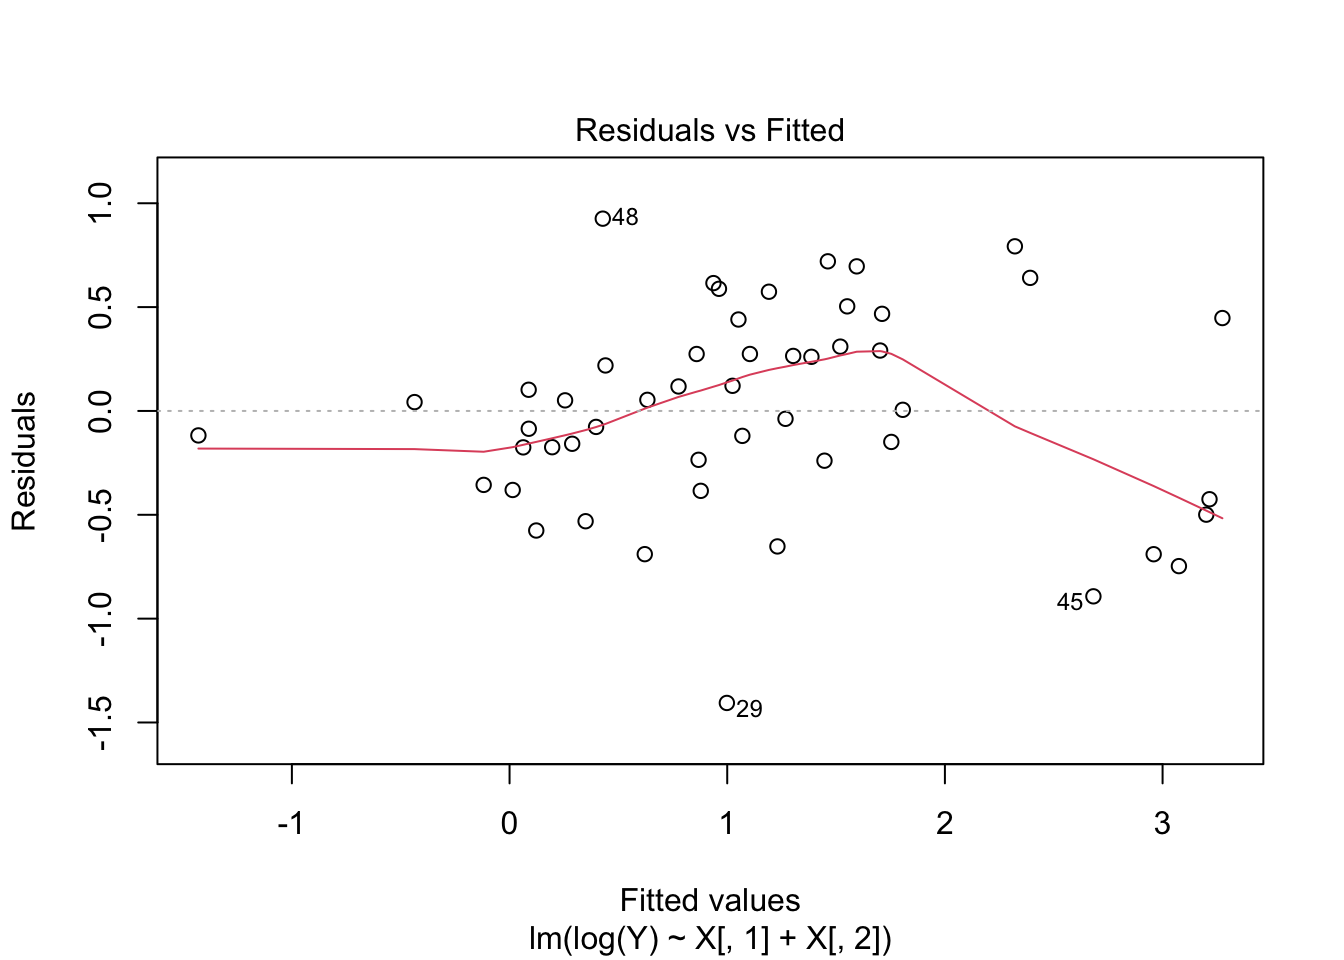 Residuals vs Fitted
Residuals
1.0
0.5
0.0
-0.5
-1.0
-1.5
48
45
29
-1 0 1 2 3
Fitted values
lm(log(Y) ~ X[, 1] + X[, 2])